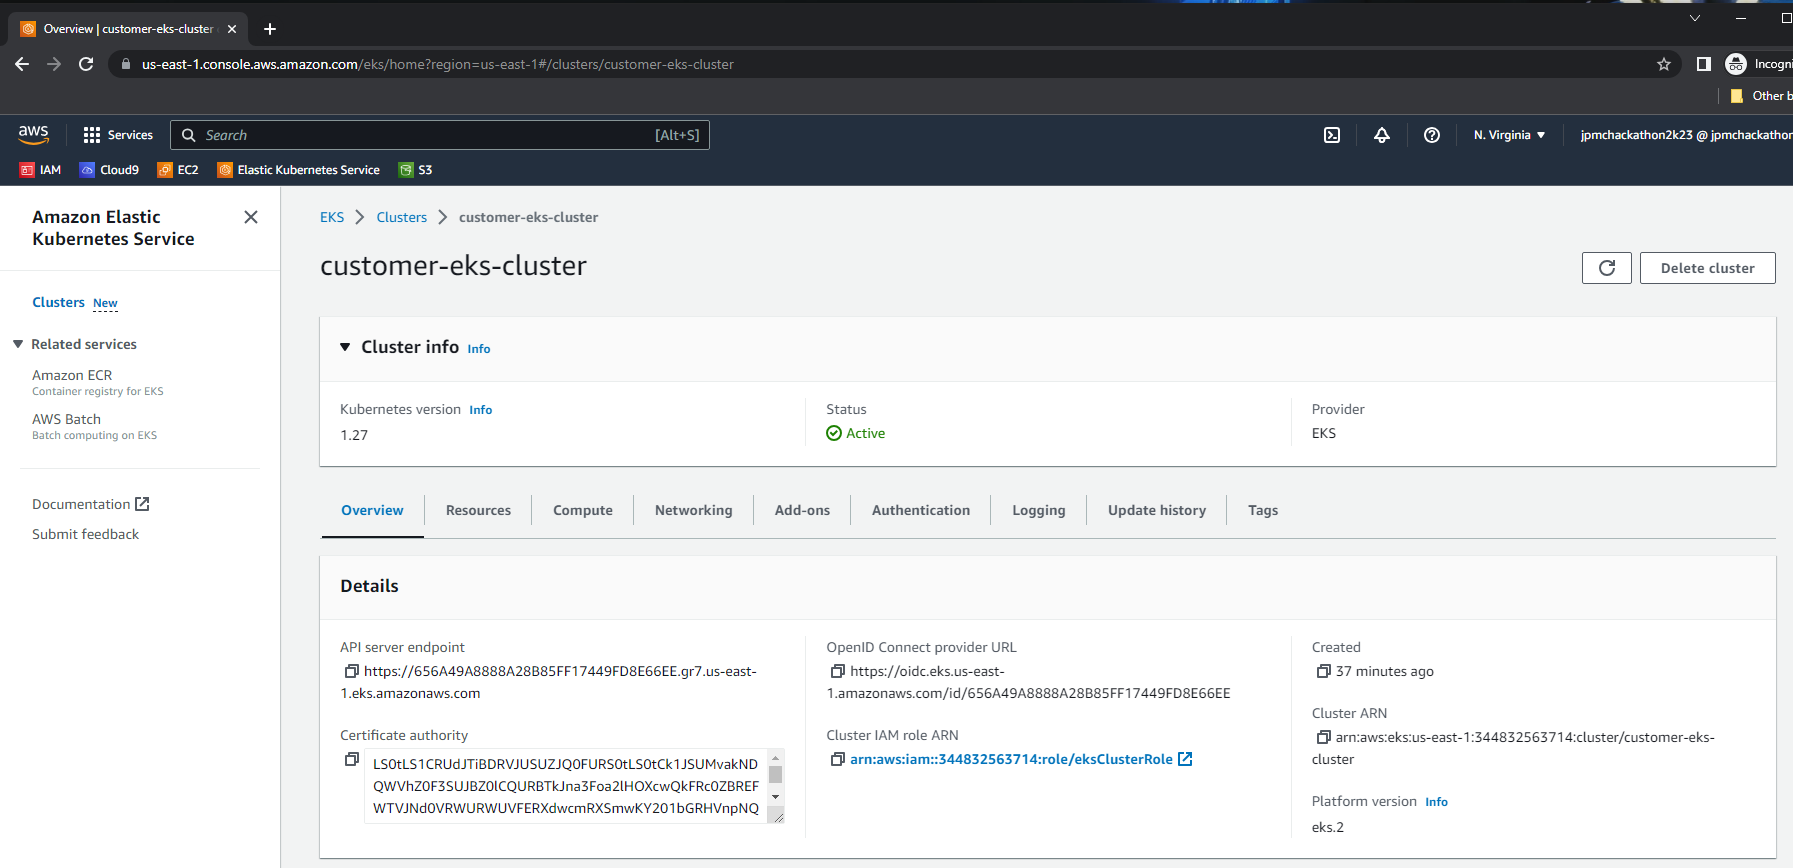 Overview | customer-eks-cluster
us-east-1.console.aws.amazon.com/eks/home?region=us-east-1#/clusters/customer-eks-cluster
Incogni
Other b
aws
Services
Search
[Alt+S]
N. Virginia
jpmchackathon2k23 @ jpmchackathon
IAM
Cloud9
EC2
Elastic Kubernetes Service
S3
Amazon Elastic
Kubernetes Service
Clusters New
Related services
Amazon ECR
Container registry for EKS
AWS Batch
Batch computing on EKS
Documentation
Submit feedback
EKS
Clusters
customer-eks-cluster
customer-eks-cluster
Delete cluster
Cluster info Info
Kubernetes version Info
1.27
Status
Active
Provider
EKS
Overview
Resources
Compute
Networking
Add-ons
Authentication
Logging
Update history
Tags
Details
API server endpoint
https://656A49A8888A28B85FF17449FD8E66EE.gr7.us-east-
1.eks.amazonaws.com
Certificate authority
LS0tLS1CRUdJTiBDRVJUSUZJQ0FURS0tLS0tCk1JSUMvakND
QWVhZ0F3SUJBZ0lCQURBTkJna3Foa2lHOXcwQkFRc0ZBREF
WTVJNd0VRWURWUVFERXdwcmRXSmwKY201bGRHVnpNQ
OpenID Connect provider URL
https://oidc.eks.us-east-
1.amazonaws.com/id/656A49A8888A28B85FF17449FD8E66EE
Cluster IAM role ARN
arn:aws:iam::344832563714:role/eksClusterRole
Created
37 minutes ago
Cluster ARN
arn:aws:eks:us-east-1:344832563714:cluster/customer-eks-
cluster
Platform version Info
eks.2